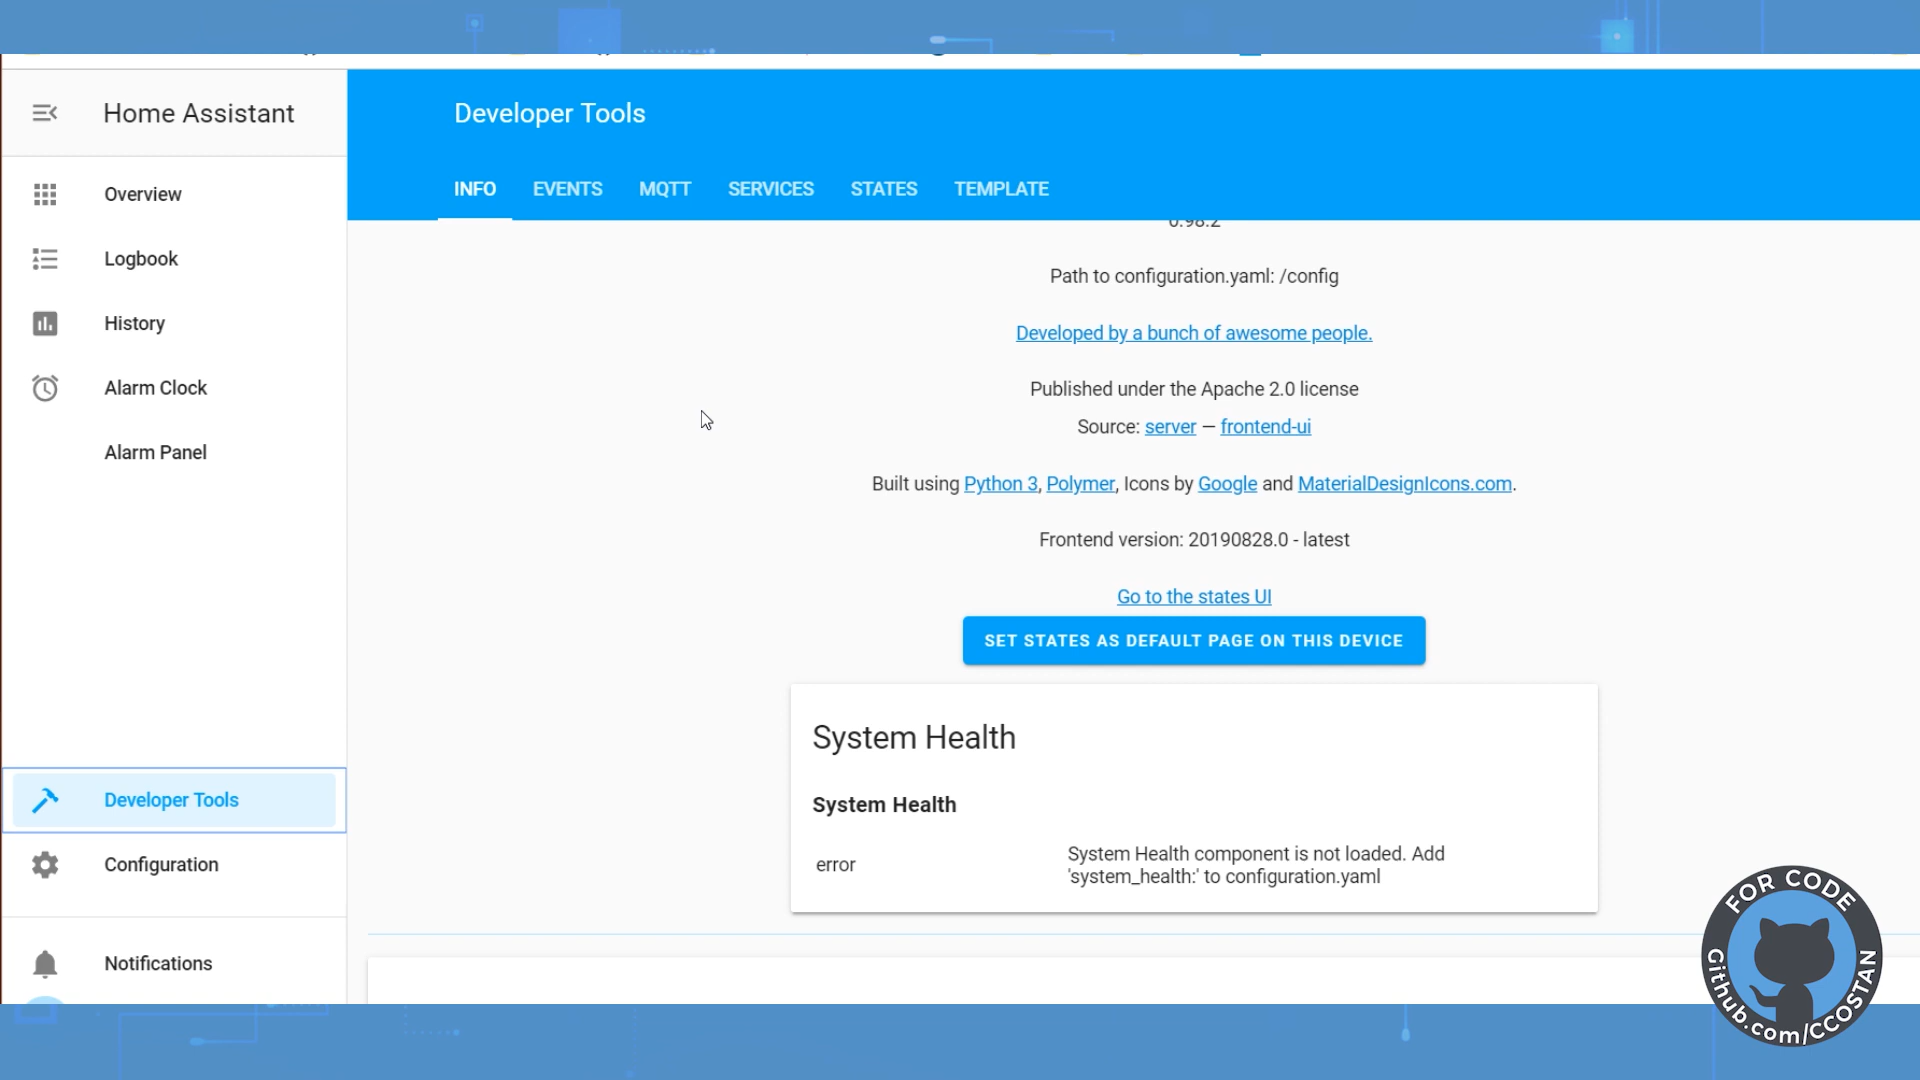 Home Assistant
Developer Tools
INFO EVENTS MQTT SERVICES STATES TEMPLATE
Overview
Logbook
History
Alarm Clock
Alarm Panel
Developer Tools
Configuration
Notifications
0.98.2
Path to configuration.yaml: /config
Developed by a bunch of awesome people.
Published under the Apache 2.0 license
Source: server — frontend-ui
Built using Python 3, Polymer, Icons by Google and MaterialDesignIcons.com.
Frontend version: 20190828.0 - latest
Go to the states UI
SET STATES AS DEFAULT PAGE ON THIS DEVICE
System Health
System Health
error
System Health component is not loaded. Add
'system_health:' to configuration.yaml
FOR CODE
Github.com/CCOSTAN